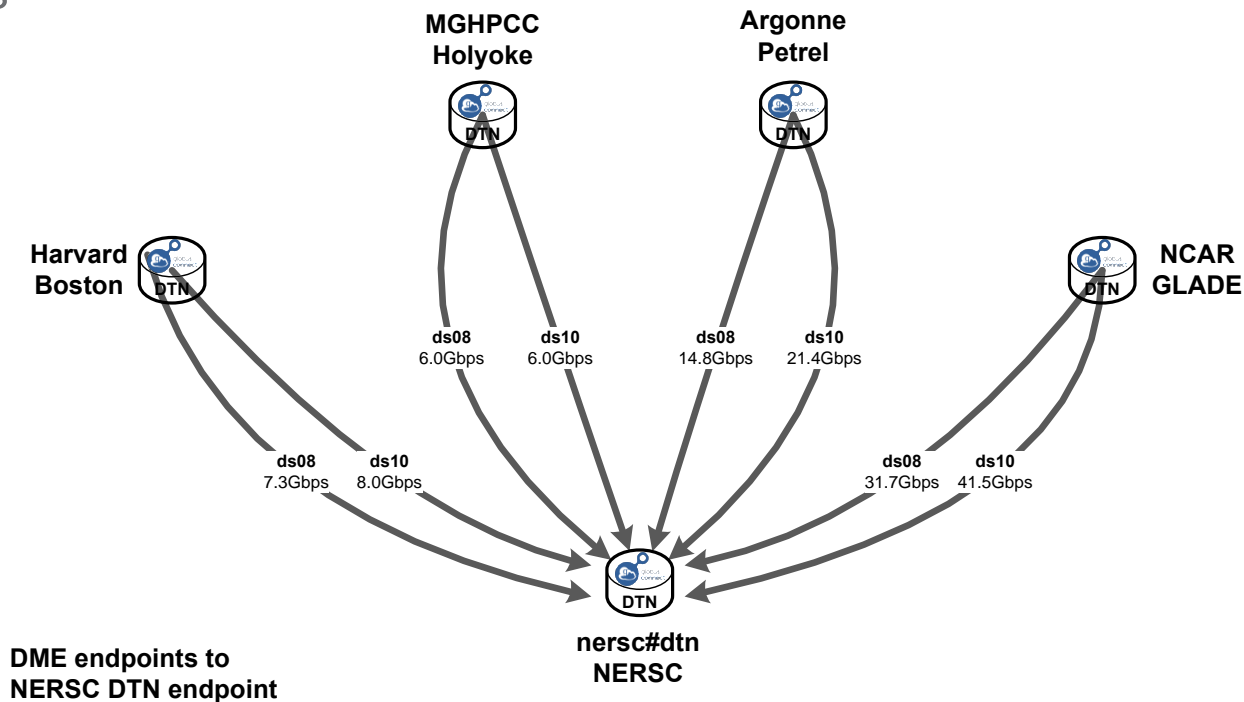 MGHPCC
Holyoke
Argonne
Petrel
DTN
DTN
Harvard
Boston
DTN
NCAR
GLADE
DTN
ds08
6.0Gbps
ds10
6.0Gbps
ds08
14.8Gbps
ds10
21.4Gbps
ds08
7.3Gbps
ds10
8.0Gbps
ds08
31.7Gbps
ds10
41.5Gbps
DTN
nersc#dtn
NERSC
DME endpoints to
NERSC DTN endpoint